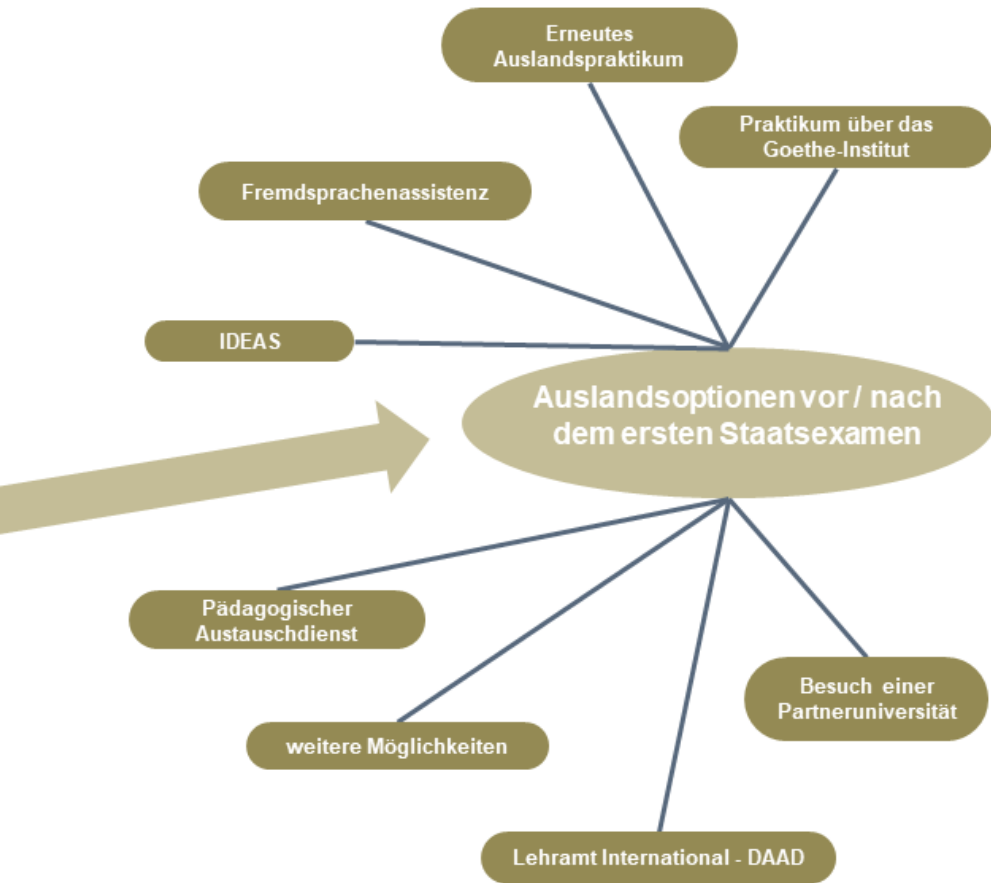 Erneutes
Auslandspraktikum
Praktikum über das
Goethe-Institut
Fremdsprachenassistenz
IDEAS
Auslandsoptionen vor / nach
dem ersten Staatsexamen
Pädagogischer
Austauschdienst
Besuch einer
Partneruniversität
weitere Möglichkeiten
Lehramt International - DAAD